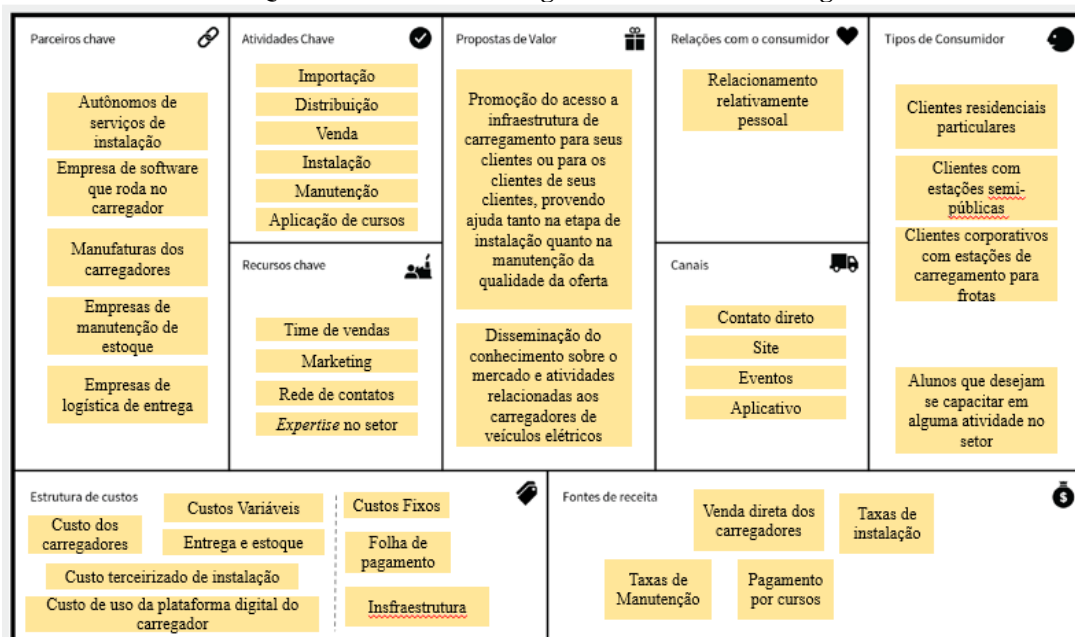 Parceiros chave
Autônomos de
serviços de
instalação
Empresa de software
que roda no
carregador
Manufaturas dos
carregadores
Empresas de
manutenção de
estoque
Empresas de
logística de entrega
Atividades Chave
Importação
Distribuição
Venda
Instalação
Manutenção
Aplicação de cursos
Recursos chave
Time de vendas
Marketing
Rede de contatos
Expertise no setor
Propostas de Valor
Promoção do acesso a
infraestrutura de
carregamento para seus
clientes ou para os
clientes de seus
clientes, provendo
ajuda tanto na etapa de
instalação quanto na
manutenção da
qualidade da oferta
Disseminação do
conhecimento sobre o
mercado e atividades
relacionadas aos
carregadores de
veículos elétricos
Relações com o consumidor
Relacionamento
relativamente
pessoal
Canais
Contato direto
Site
Eventos
Aplicativo
Tipos de Consumidor
Clientes residenciais
particulares
Clientes com
estações semi-
públicas
Clientes corporativos
com estações de
carregamento para
frotas
Alunos que desejam
se capacitar em
alguma atividade no
setor
Estrutura de custos
Custos Variáveis
Custo dos
carregadores
Entrega e estoque
Custo terceirizado de instalação
Custo de uso da plataforma digital do
carregador
Custos Fixos
Folha de
pagamento
Insfraestrutura
Fontes de receita
Venda direta dos
carregadores
Taxas de
instalação
Taxas de
Manutenção
Pagamento
por cursos